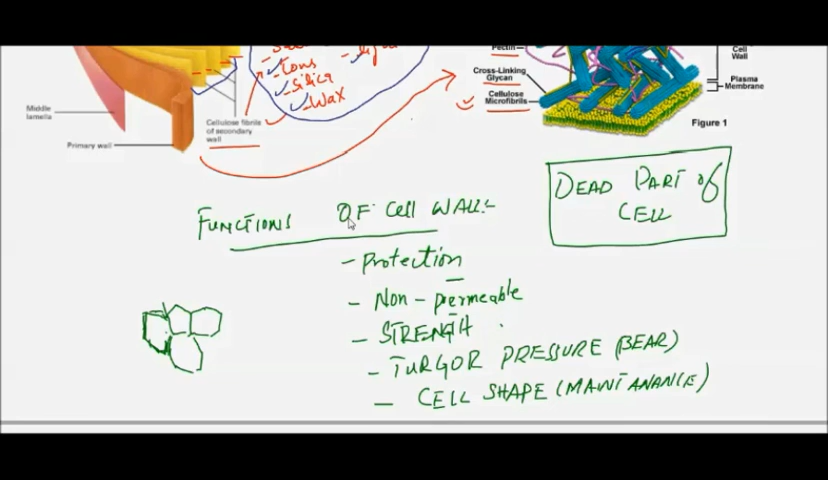 - Ions
- Silica
- Wax
Middle
lamella
Cellulose fibrils
of secondary
wall
Primary wall
Pectin
Cross-Linking
Glycan
Cellulose
Microfibrils
Cell
Wall
Plasma
Membrane
Figure 1
DEAD PART of
CELL
FUNCTIONS OF Cell WALL
- Protection
- Non-permeable
- STRENGTH
- TURGOR PRESSURE (BEAR)
- CELL SHAPE (MAINTANANCE)